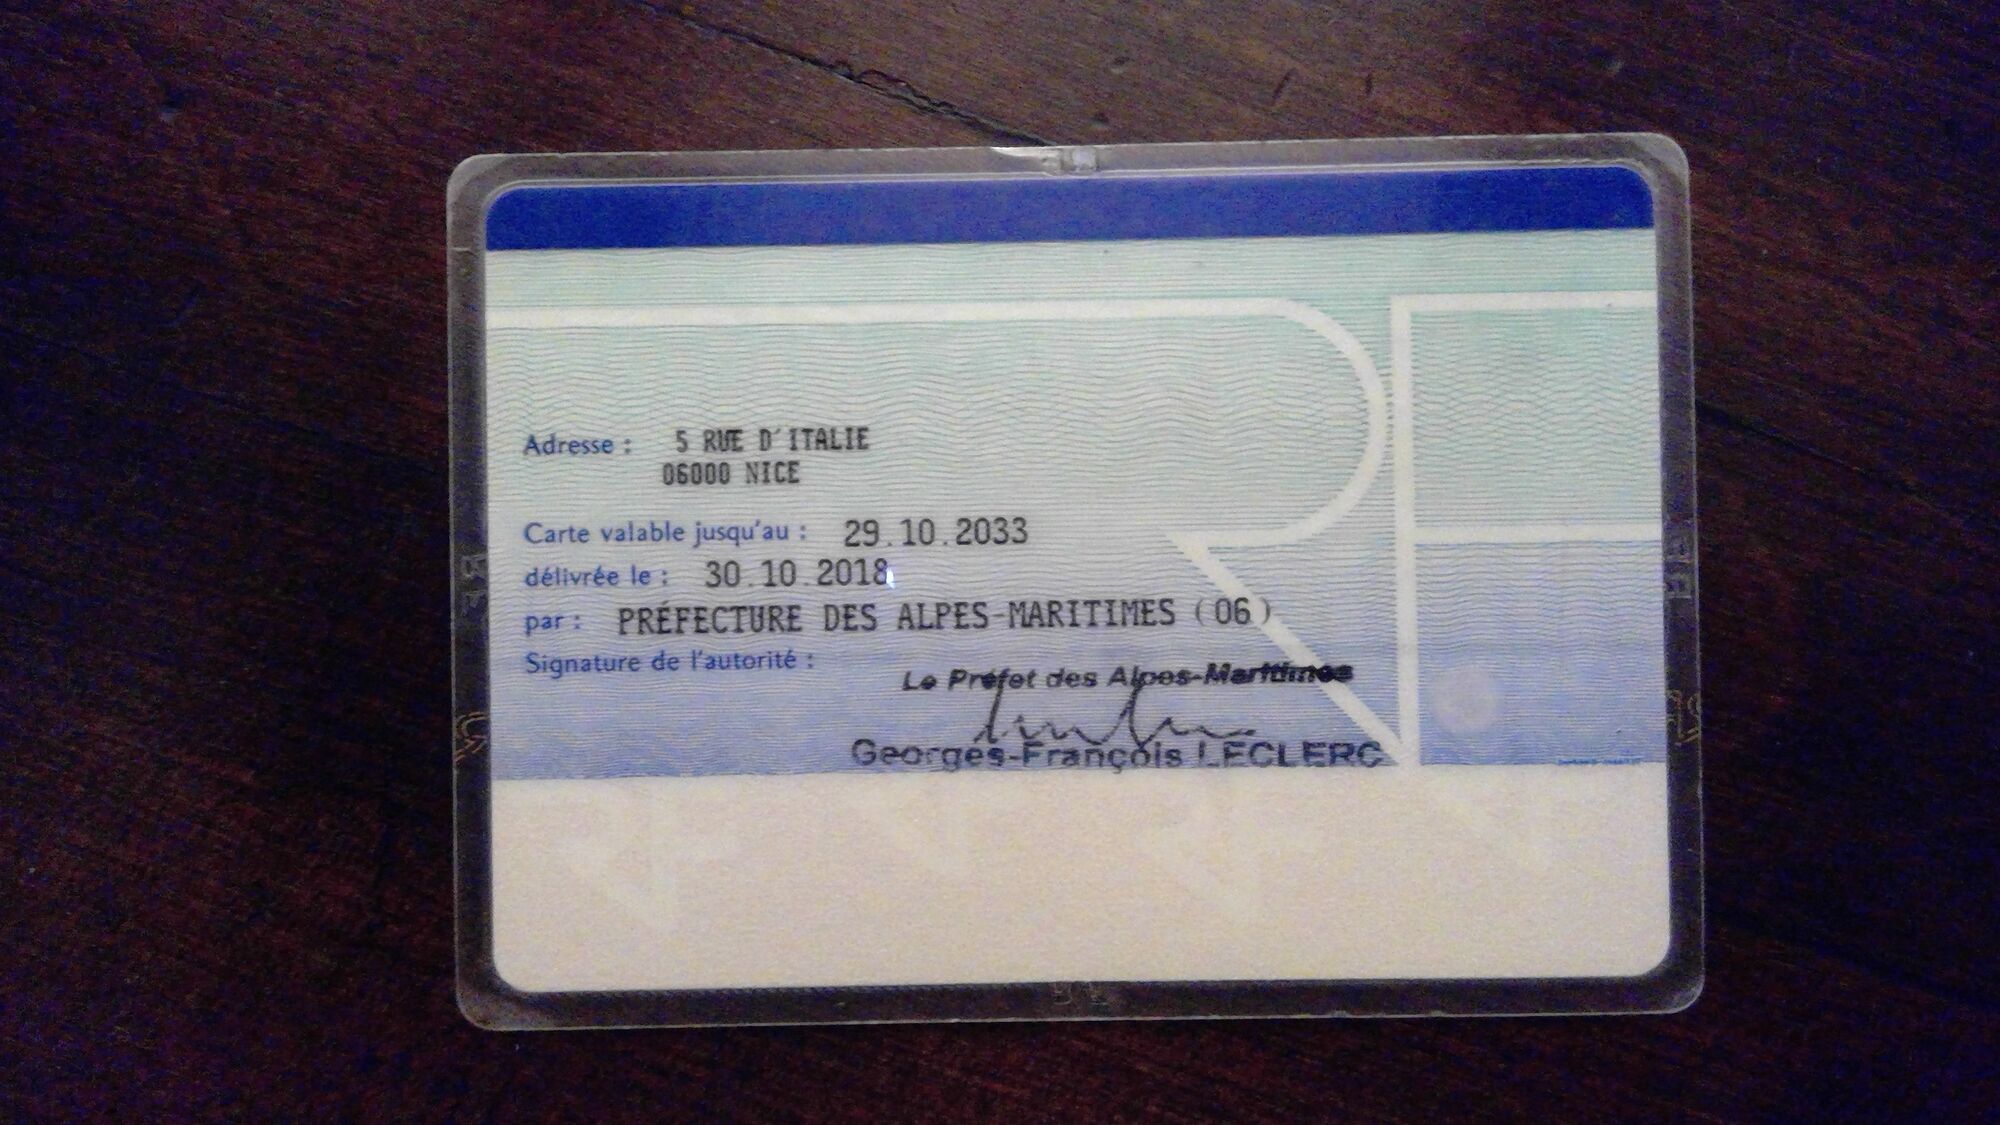 Adresse : 5 RUE D'ITALIE
06000 NICE
Carte valable jusqu'au : 29.10.2033
délivrée le : 30.10.2018
par : PRÉFECTURE DES ALPES-MARITIMES (06)
Signature de l'autorité :
Le Préfet des Alpes-Maritimes
Georges-François LECLERC
RF